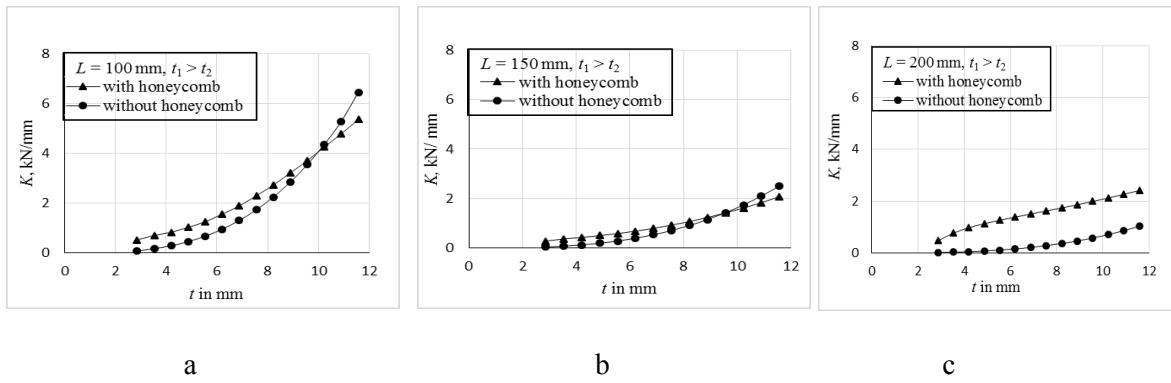 L = 100 mm, t₁ > t₂
with honeycomb
without honeycomb
K, kN/mm
8
6
4
2
0
0 2 4 6 8 10 12
t in mm
a
L = 150 mm, t₁ > t₂
with honeycomb
without honeycomb
K, kN/ mm
8
6
4
2
0
0 2 4 6 8 10 12
t in mm
b
L = 200 mm, t₁ > t₂
with honeycomb
without honeycomb
K, kN/mm
8
6
4
2
0
0 2 4 6 8 10 12
t in mm
c